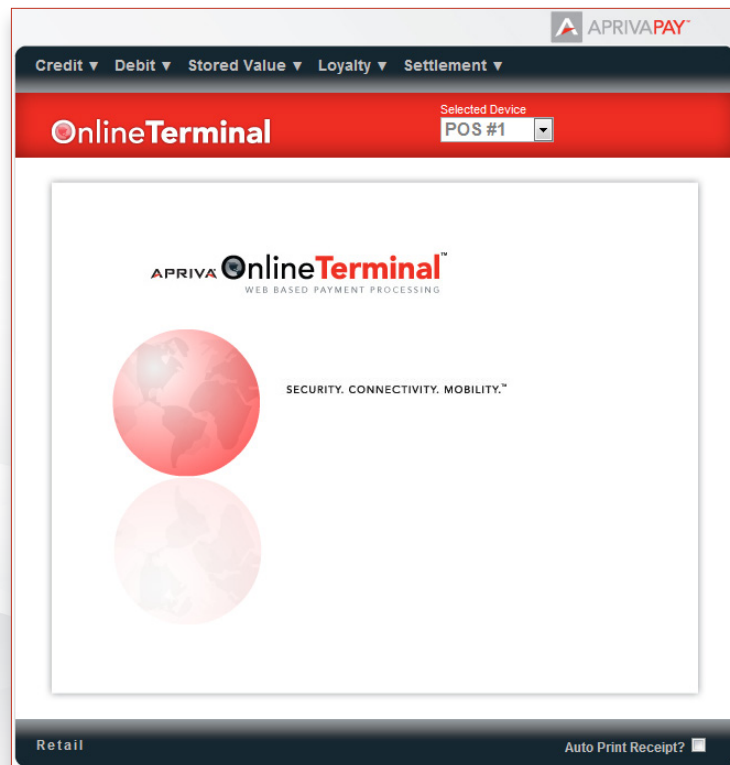 APRIVAPAY™
Credit ▼ Debit ▼ Stored Value ▼ Loyalty ▼ Settlement ▼
Selected Device
OnlineTerminal
POS #1
APRIVA OnlineTerminal™
WEB BASED PAYMENT PROCESSING
SECURITY. CONNECTIVITY. MOBILITY.™
Retail
Auto Print Receipt?